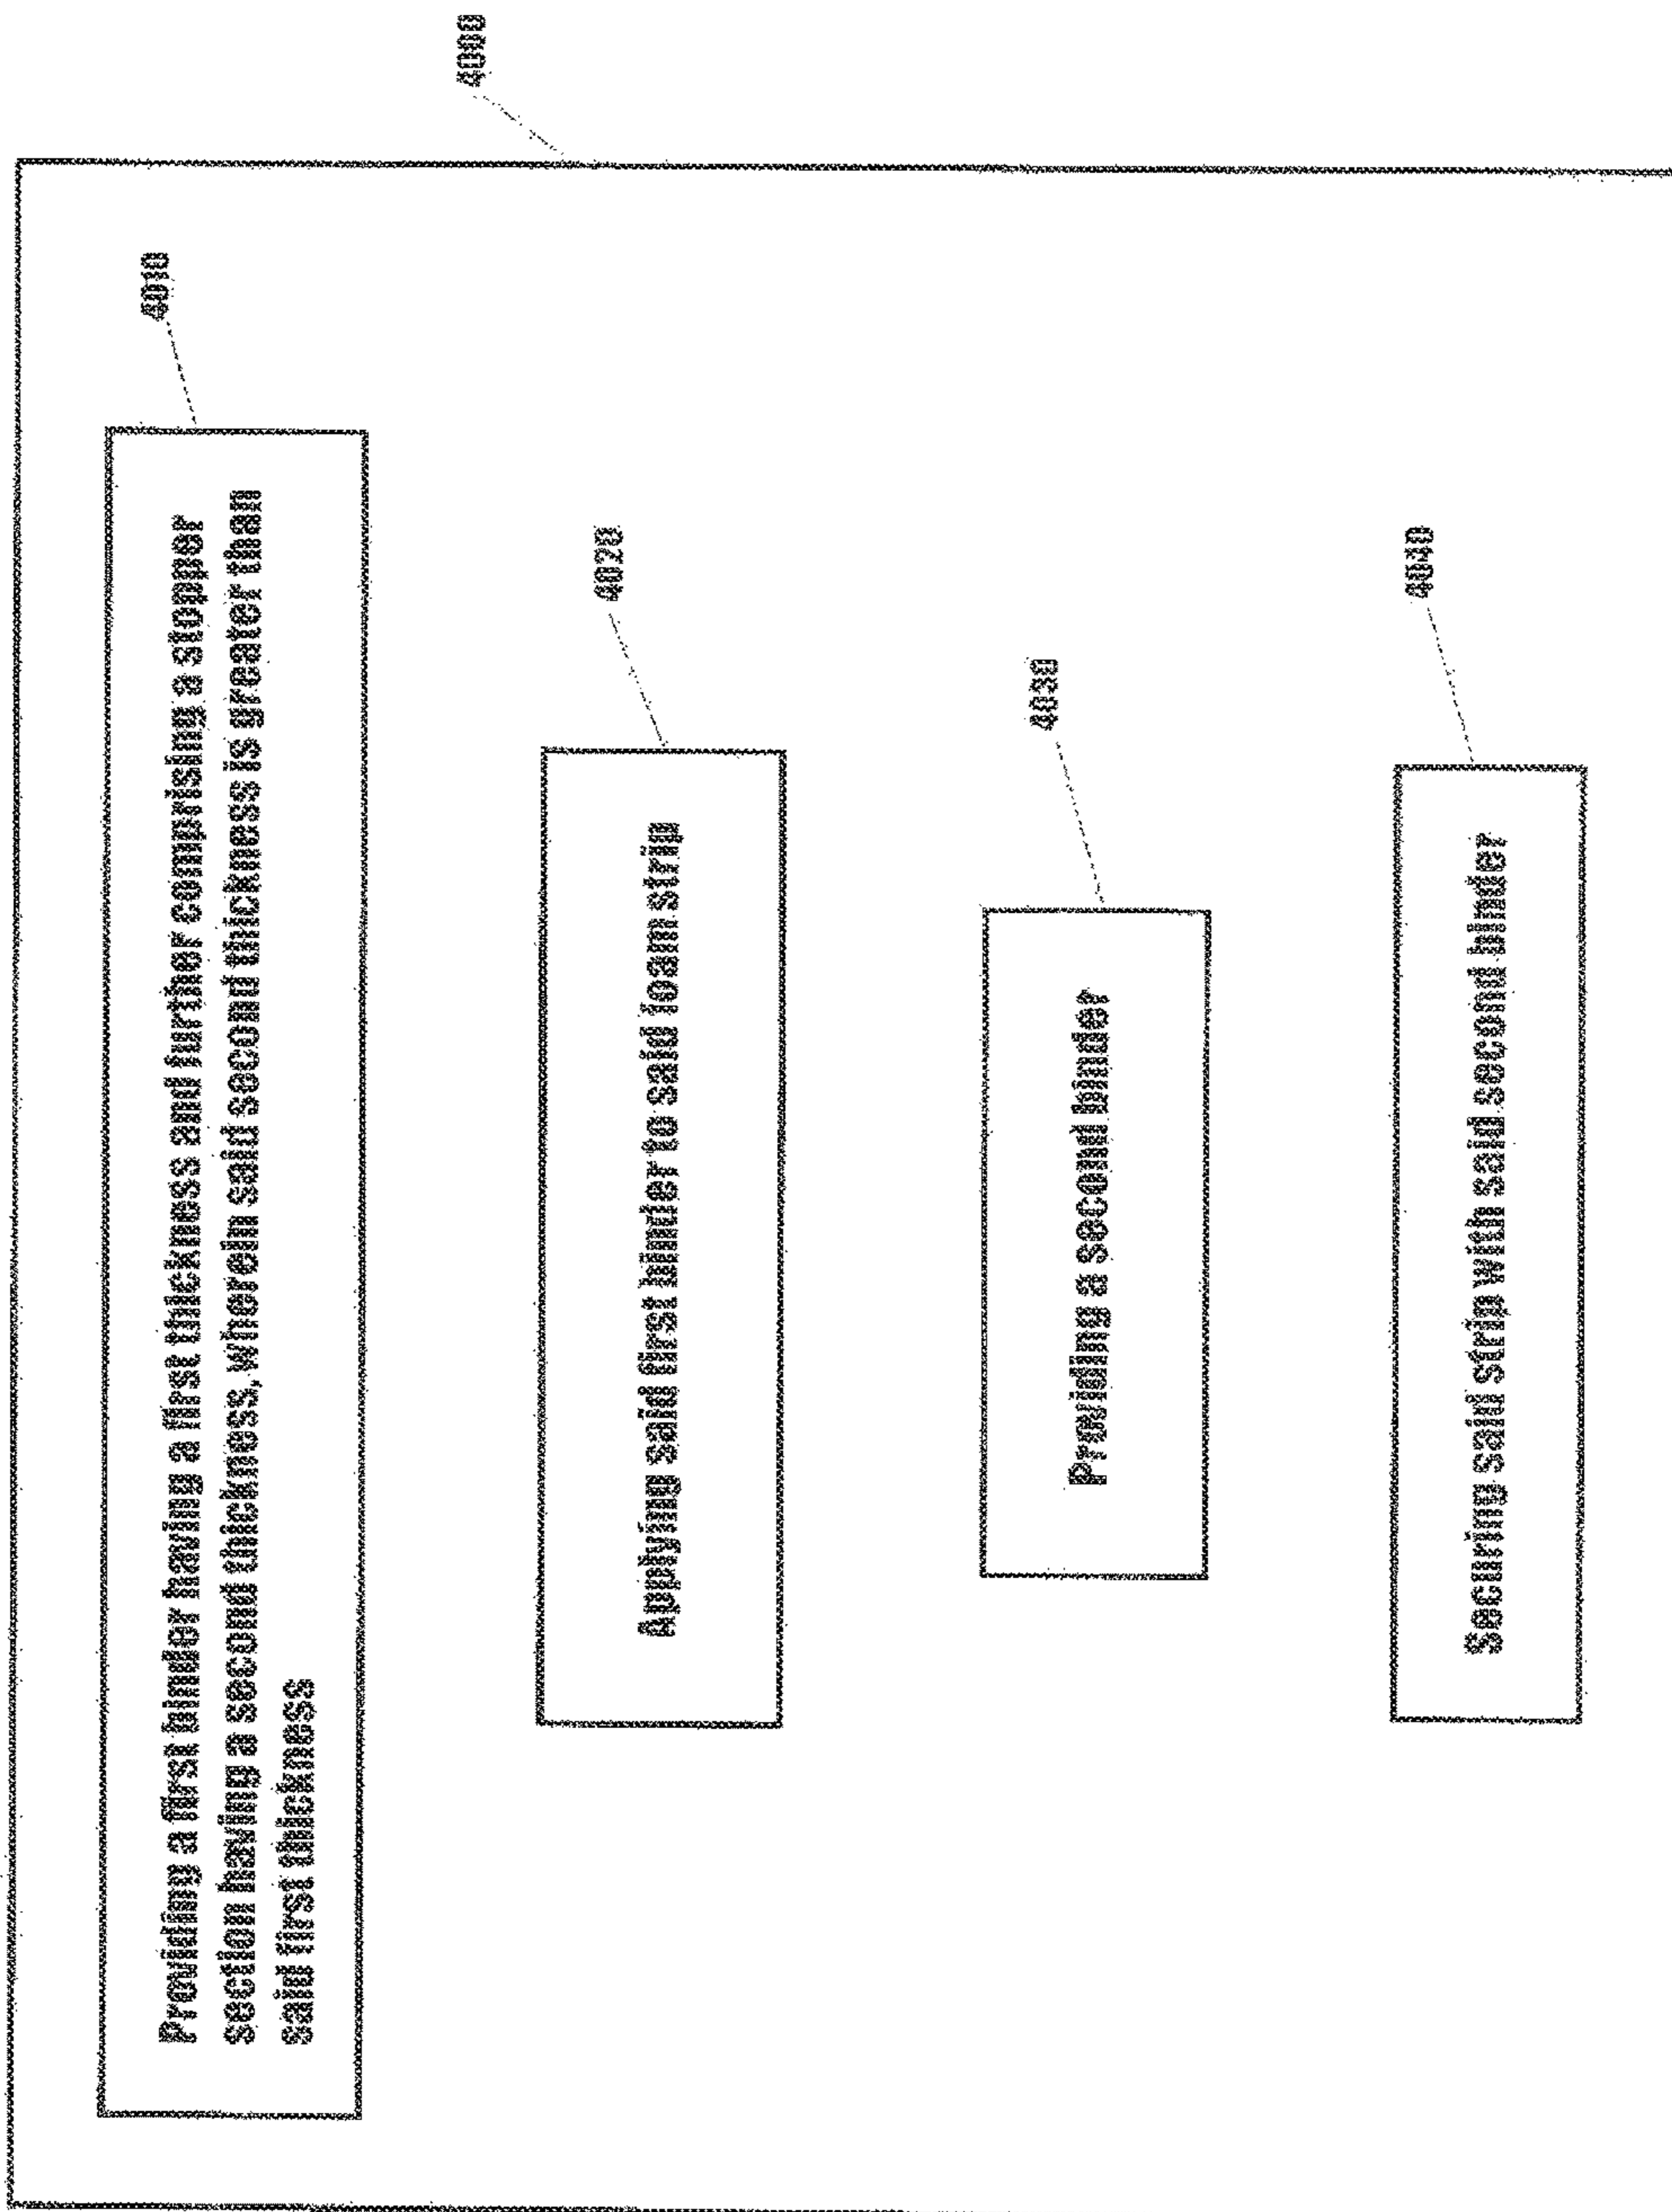 4000
4010
Providing a first binder having a first thickness and further comprising a stopper
section having a second thickness, wherein said second thickness is greater than
said first thickness
4020
Applying said first binder to said foam strip
4030
Providing a second binder
4040
Securing said strip with said second binder